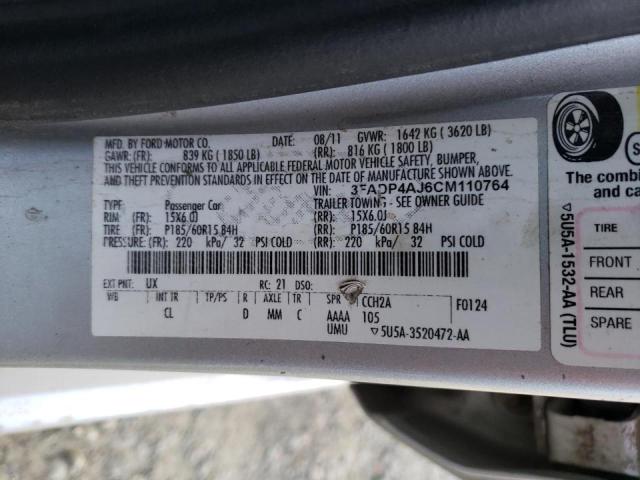 MFD. BY FORD MOTOR CO. DATE: 08/11 GVWR: 1642 KG ( 3620 LB)
GAWR: (FR): 839 KG ( 1850 LB) (RR): 816 KG ( 1800 LB)
THIS VEHICLE CONFORMS TO ALL APPLICABLE FEDERAL MOTOR VEHICLE SAFETY, BUMPER,
AND THEFT PREVENTION STANDARDS IN EFFECT ON THE DATE OF MANUFACTURE SHOWN ABOVE.
VIN: 3FADP4AJ6CM110764
TYPE: Passenger Car TRAILER TOWING - SEE OWNER GUIDE
RIM (FR): 15X6.0J (RR): 15X6.0J
TIRE (FR): P185/60R15 84H (RR): P185/60R15 84H
PRESSURE: (FR): 220 kPa/ 32 PSI COLD (RR): 220 kPa/ 32 PSI COLD
EXT PNT: UX RC: 21 DSO:
WB INT TR TP/PS R AXLE TR SPR CCH2A F0124
CL D MM C AAAA 105
UMU ▽5U5A-3520472-AA
The combin
and ca
TIRE
FRONT
REAR
SPARE
▽5U5A-1532-AA (TLU)